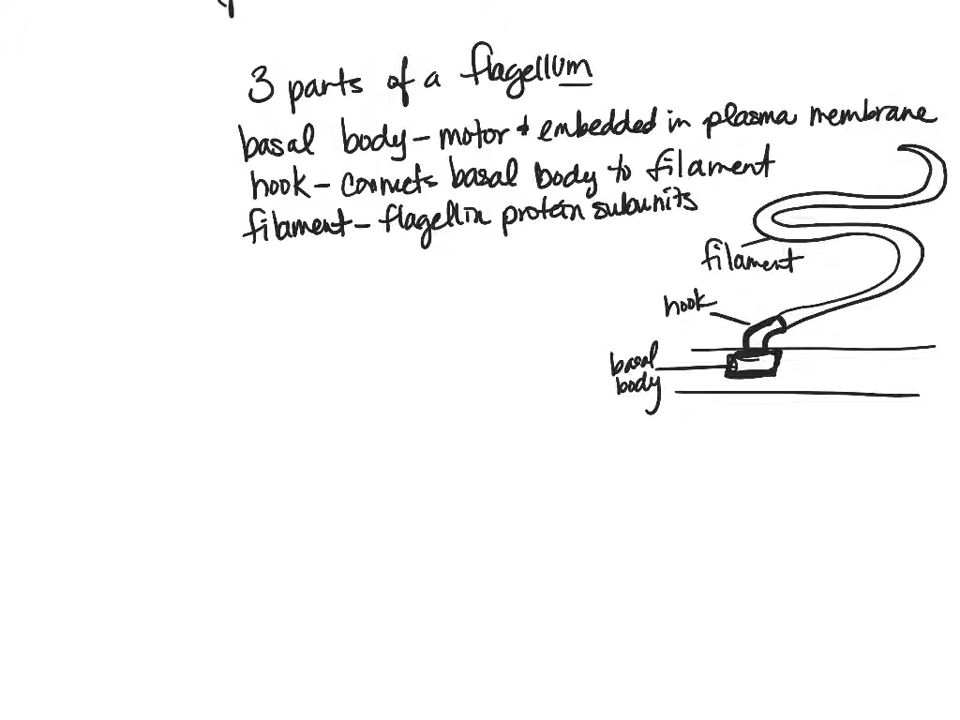 3 parts of a flagellum
basal body - motor + embedded in plasma membrane
hook - connects basal body to filament
filament - flagellin protein subunits
filament
hook
basal
body